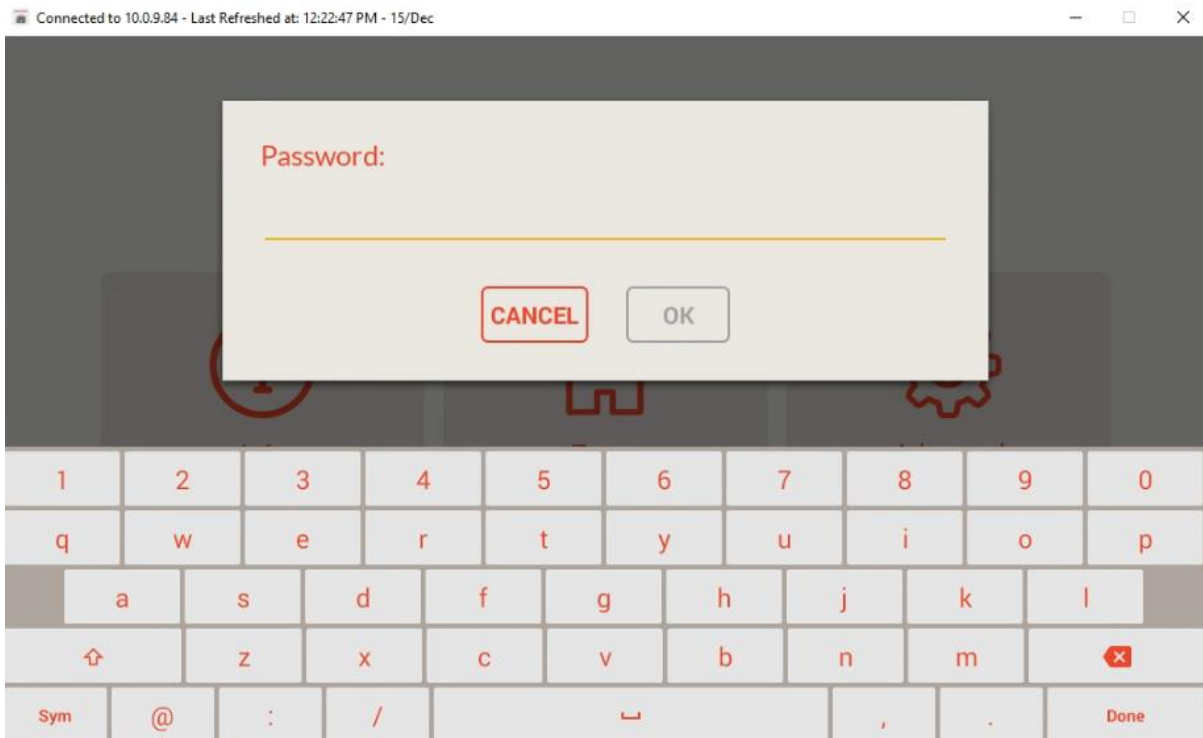 Connected to 10.0.9.84 - Last Refreshed at: 12:22:47 PM - 15/Dec
Password:
CANCEL OK
1 2 3 4 5 6 7 8 9 0
q w e r t y u i o p
a s d f g h j k l
z x c v b n m
Sym @ : / , . Done